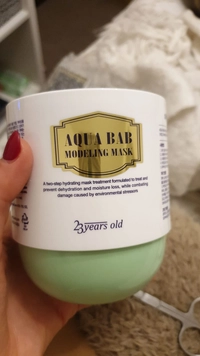 AQUA BAB
MODELING MASK
A two-step hydrating mask treatment formulated to treat and
prevent dehydration and moisture loss, while combating
damage caused by environmental stressors.
23years old